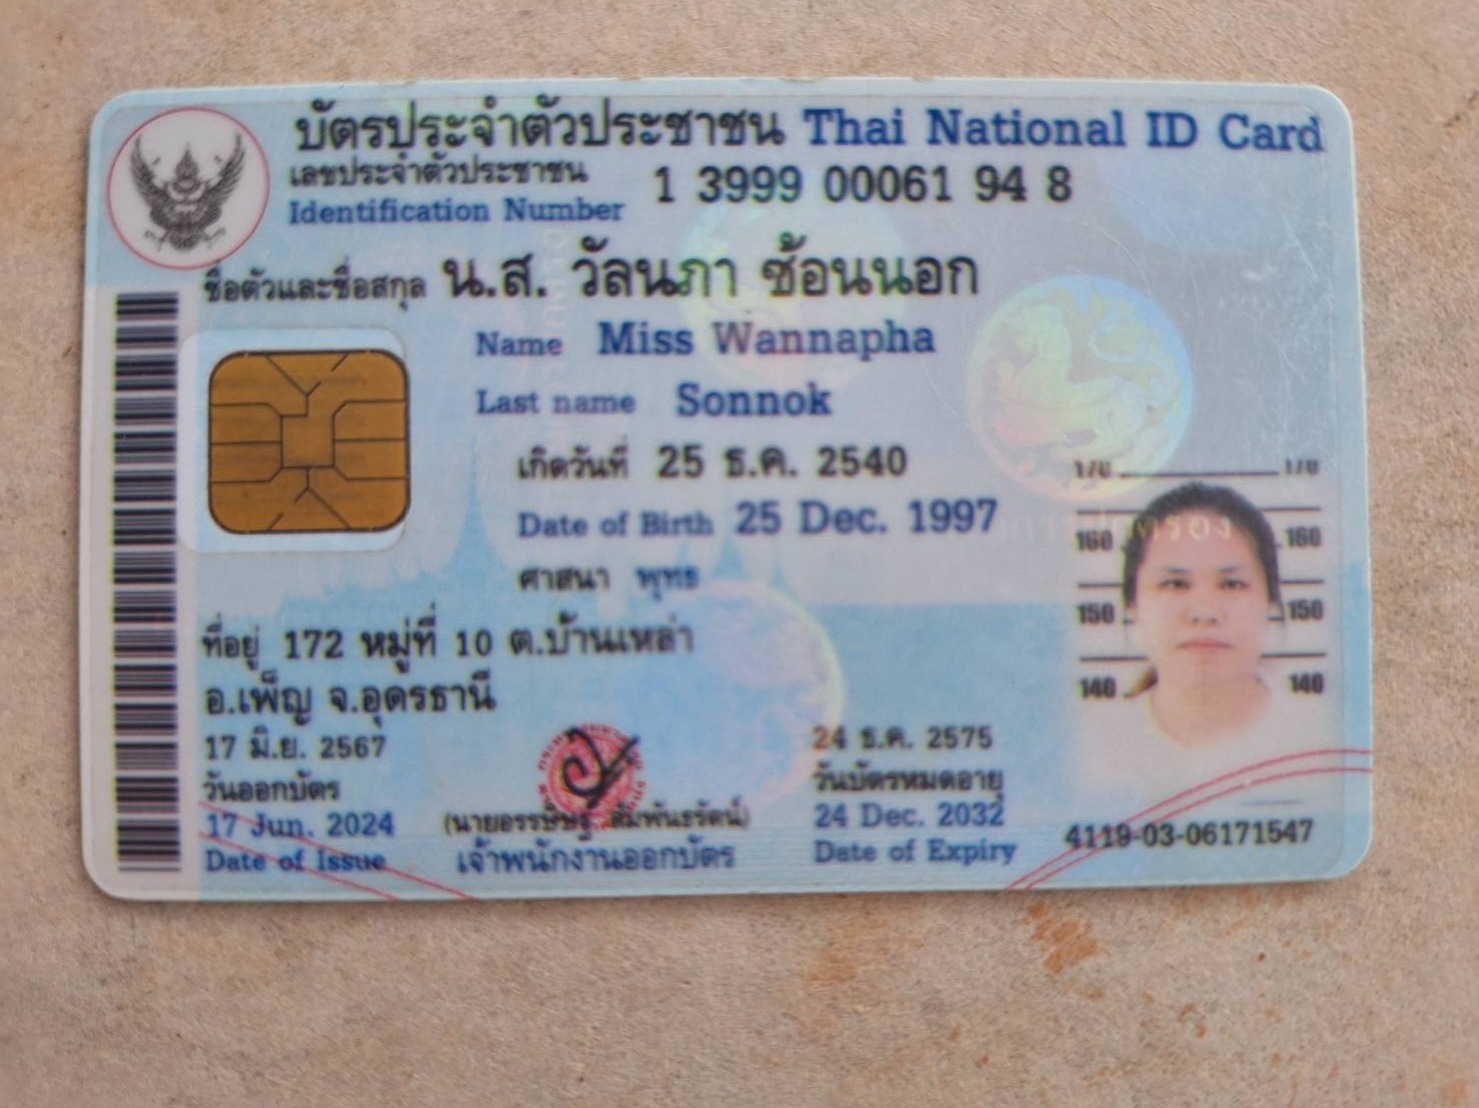 บัตรประจำตัวประชาชน Thai National ID Card
เลขประจำตัวประชาชน
Identification Number 1 3999 00061 94 8
ชื่อตัวและชื่อสกุล น.ส. วัลนภา ซ้อนนอก
Name Miss Wannapha
Last name Sonnok
เกิดวันที่ 25 ธ.ค. 2540
Date of Birth 25 Dec. 1997
ศาสนา พุทธ
ที่อยู่ 172 หมู่ที่ 10 ต.บ้านเหล่า
อ.เพ็ญ จ.อุดรธานี
17 มิ.ย. 2567
วันออกบัตร
17 Jun. 2024
Date of Issue
เจ้าพนักงานออกบัตร
24 ธ.ค. 2575
วันบัตรหมดอายุ
24 Dec. 2032
Date of Expiry
170 170
160 160
150 150
140 140
4119-03-06171547